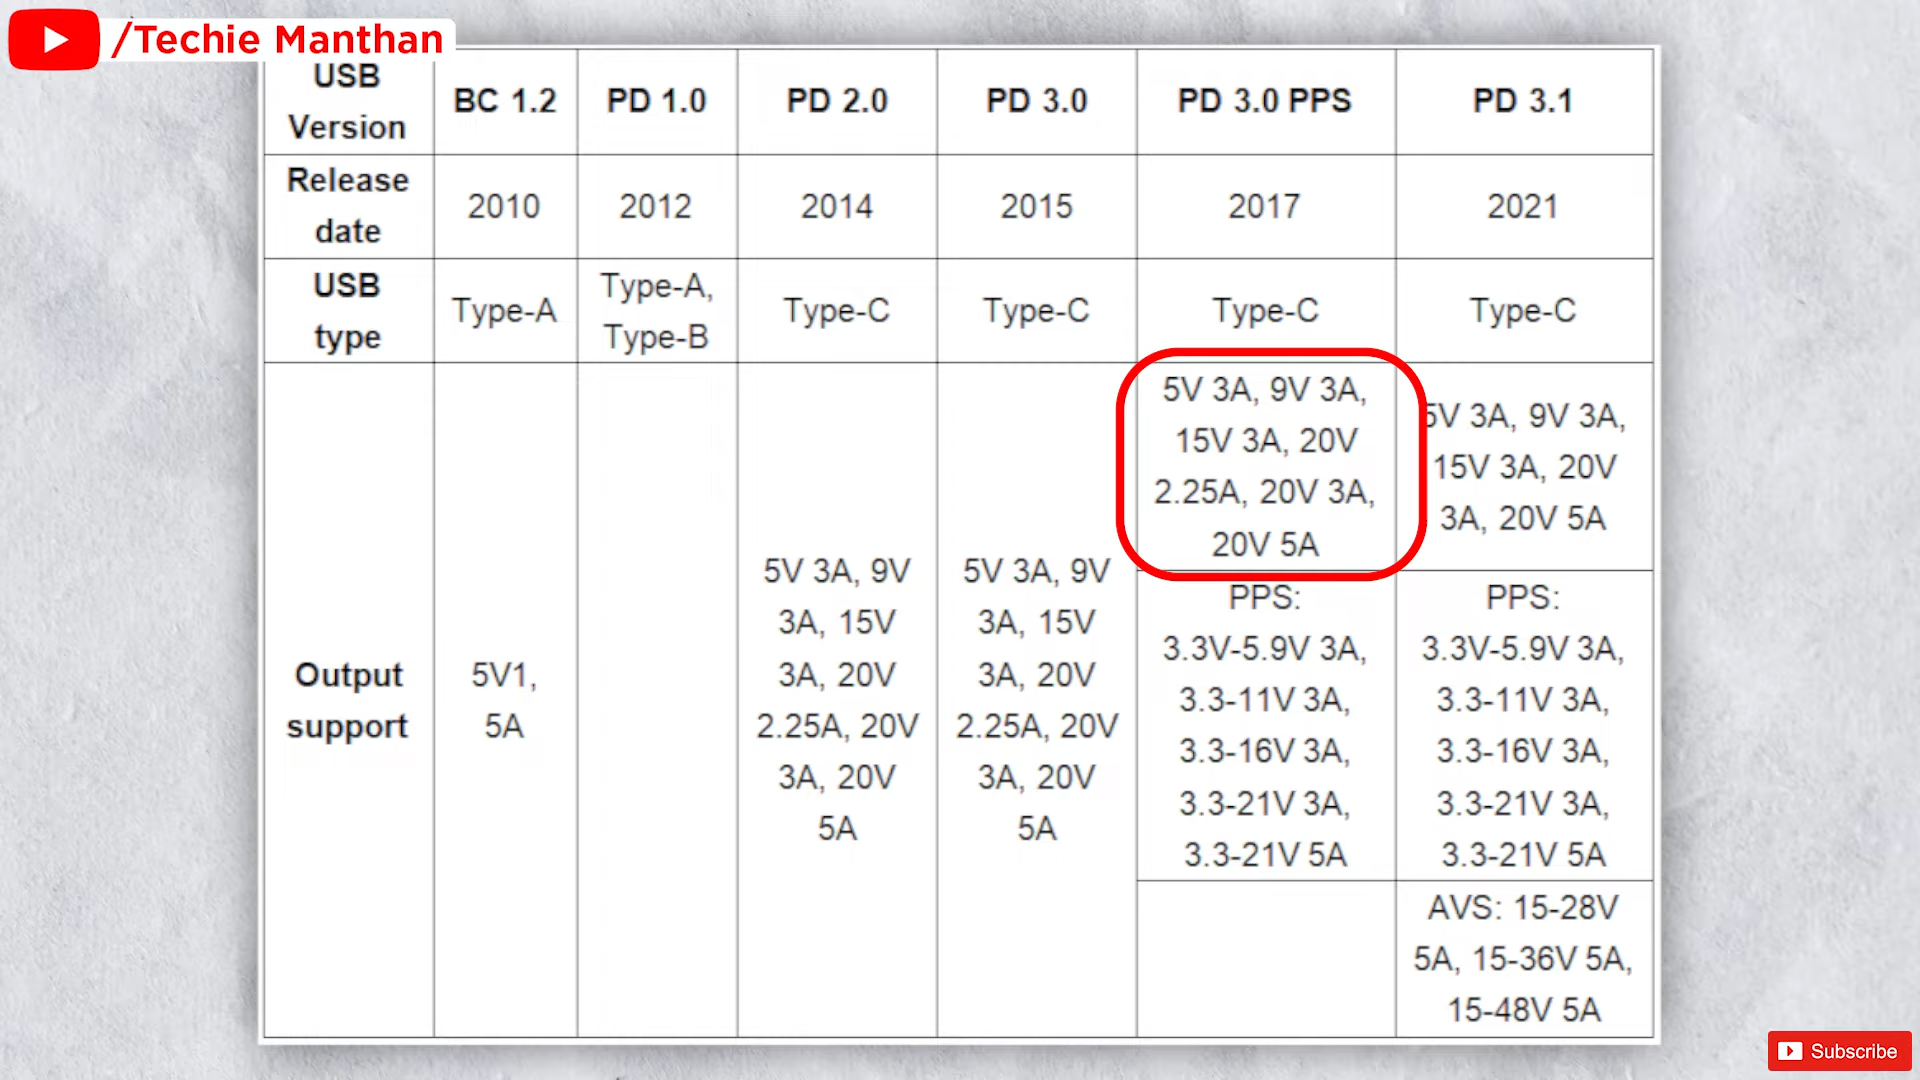 /Techie Manthan
USB
Version
BC 1.2
PD 1.0
PD 2.0
PD 3.0
PD 3.0 PPS
PD 3.1
Release
date
2010
2012
2014
2015
2017
2021
USB
type
Type-A
Type-A,
Type-B
Type-C
Type-C
Type-C
Type-C
Output
support
5V1,
5A
5V 3A, 9V
3A, 15V
3A, 20V
2.25A, 20V
3A, 20V
5A
5V 3A, 9V
3A, 15V
3A, 20V
2.25A, 20V
3A, 20V
5A
5V 3A, 9V 3A,
15V 3A, 20V
2.25A, 20V 3A,
20V 5A
PPS:
3.3V-5.9V 3A,
3.3-11V 3A,
3.3-16V 3A,
3.3-21V 3A,
3.3-21V 5A
5V 3A, 9V 3A,
15V 3A, 20V
3A, 20V 5A
PPS:
3.3V-5.9V 3A,
3.3-11V 3A,
3.3-16V 3A,
3.3-21V 3A,
3.3-21V 5A
AVS: 15-28V
5A, 15-36V 5A,
15-48V 5A
Subscribe